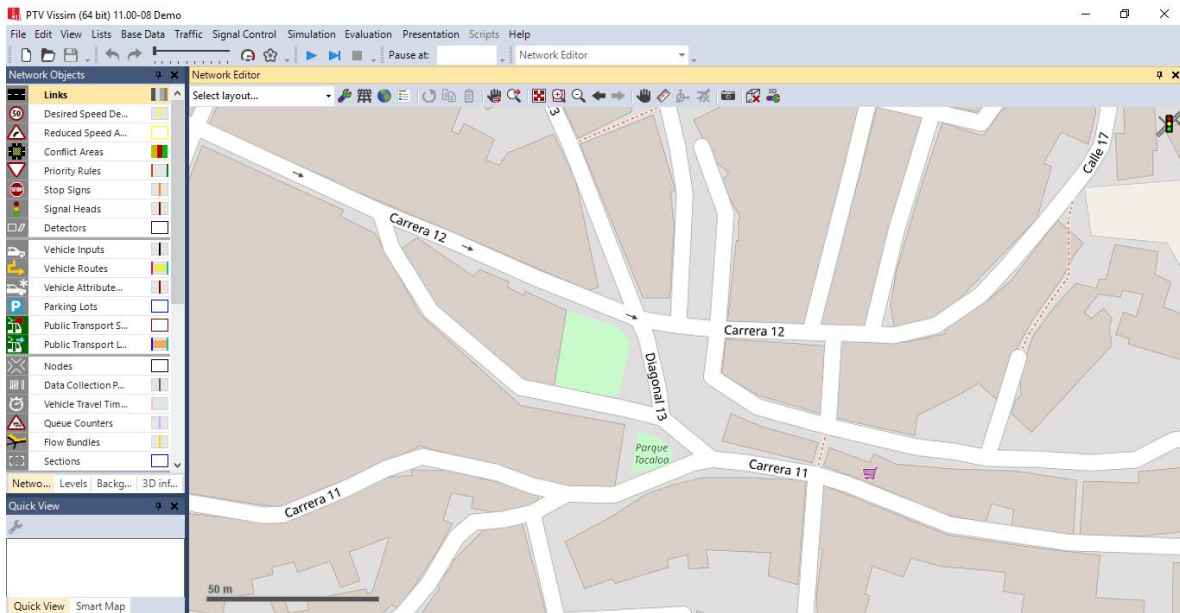 PTV Vissim (64 bit) 11.00-08 Demo
File Edit View Lists Base Data Traffic Signal Control Simulation Evaluation Presentation Scripts Help
Pause at: Network Editor
Network Objects
Network Editor
Select layout...
Links
50 Desired Speed De...
Reduced Speed A...
Conflict Areas
Priority Rules
STOP Stop Signs
Signal Heads
Detectors
Vehicle Inputs
Vehicle Routes
Vehicle Attribute...
P Parking Lots
Public Transport S...
Public Transport L...
Nodes
Data Collection P...
Vehicle Travel Tim...
Queue Counters
Flow Bundles
Sections
Netwo... Levels Backg... 3D inf...
Quick View
Quick View Smart Map
3D
3
Calle 17
Carrera 12
Carrera 12
Diagonal 13
Parque
Tacaloa
Carrera 11
Carrera 11
50 m